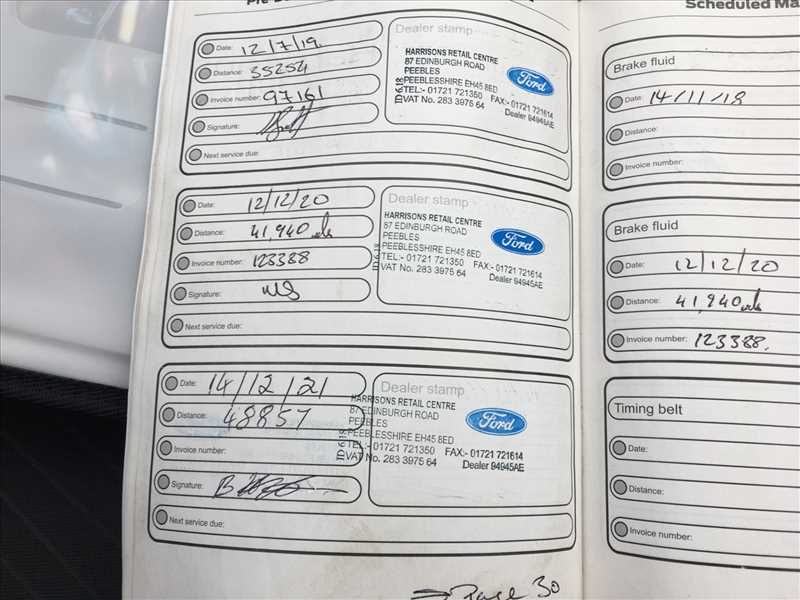 Scheduled Ma
Date: 12/7/19
Distance: 35254
Invoice number: 97161
Signature:
Next service due:
Dealer stamp
HARRISONS RETAIL CENTRE
87 EDINBURGH ROAD
PEEBLES
PEEBLESSHIRE EH45 8ED
TEL:- 01721 721350 FAX:- 01721 721614
VAT No. 283 3975 64 Dealer 94945AE
Ford
Date: 12/12/20
Distance: 41,940 mls
Invoice number: 123388
Signature:
Next service due:
Dealer stamp
HARRISONS RETAIL CENTRE
87 EDINBURGH ROAD
PEEBLES
PEEBLESSHIRE EH45 8ED
TEL:- 01721 721350 FAX:- 01721 721614
VAT No. 283 3975 64 Dealer 94945AE
Ford
Date: 14/12/21
Distance: 48857
Invoice number:
Signature:
Next service due:
Dealer stamp
HARRISONS RETAIL CENTRE
87 EDINBURGH ROAD
PEEBLES
PEEBLESSHIRE EH45 8ED
TEL:- 01721 721350 FAX:- 01721 721614
VAT No. 283 3975 64 Dealer 94945AE
Ford
Page 30
Brake fluid
Date: 14/11/18
Distance:
Invoice number:
Brake fluid
Date: 12/12/20
Distance: 41,940 mls
Invoice number: 123388.
Timing belt
Date:
Distance:
Invoice number: